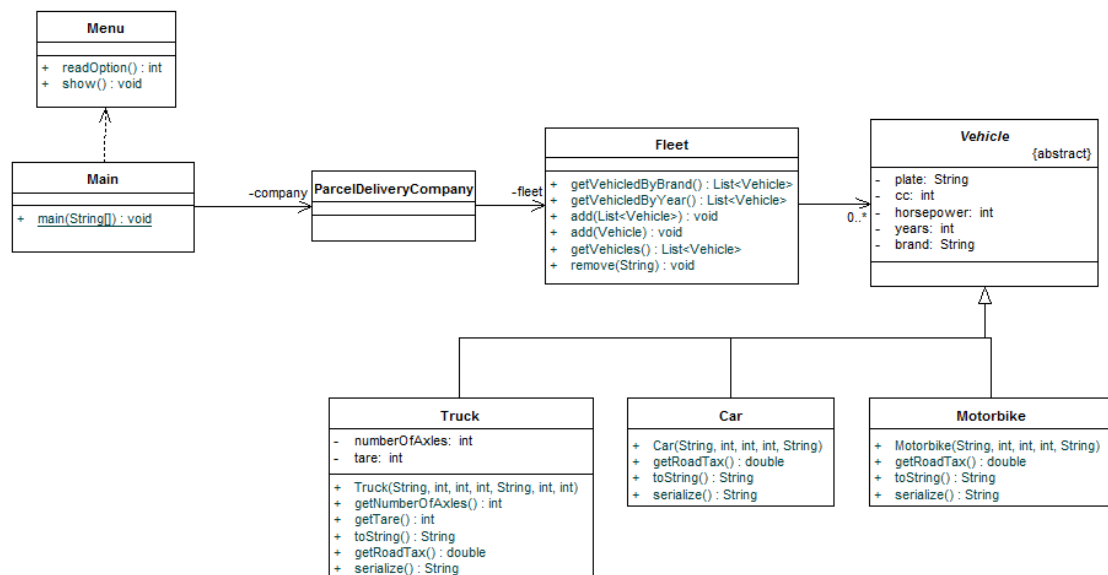 Menu
+ readOption() : int
+ show() : void
Main
+ main(String[]) : void
-company
ParcelDeliveryCompany
-fleet
Fleet
+ getVehicledByBrand() : List<Vehicle>
+ getVehicledByYear() : List<Vehicle>
+ add(List<Vehicle>) : void
+ add(Vehicle) : void
+ getVehicles() : List<Vehicle>
+ remove(String) : void
0..*
Vehicle
{abstract}
- plate: String
- cc: int
- horsepower: int
- years: int
- brand: String
Truck
- numberOfAxles: int
- tare: int
+ Truck(String, int, int, int, String, int, int)
+ getNumberOfAxles() : int
+ getTare() : int
+ toString() : String
+ getRoadTax() : double
+ serialize() : String
Car
+ Car(String, int, int, int, String)
+ getRoadTax() : double
+ toString() : String
+ serialize() : String
Motorbike
+ Motorbike(String, int, int, int, String)
+ getRoadTax() : double
+ toString() : String
+ serialize() : String